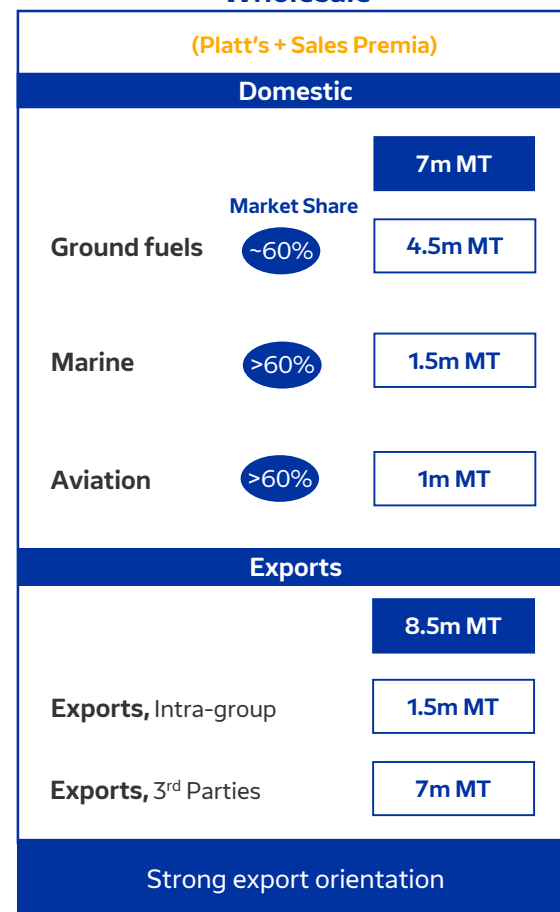 (Platt's + Sales Premia)
Domestic
7m MT
Market Share
Ground fuels ~60% 4.5m MT
Marine >60% 1.5m MT
Aviation >60% 1m MT
Exports
8.5m MT
Exports, Intra-group 1.5m MT
Exports, 3rd Parties 7m MT
Strong export orientation